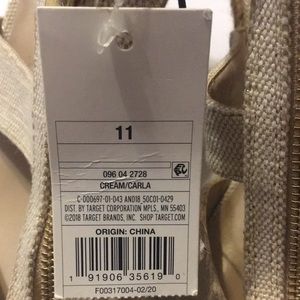 11
096 04 2728
CREAM/CARLA
C-000697-01-043 AND18_50C01-0429
DIST. BY TARGET CORPORATION MPLS, MN 55403
©2018 TARGET BRANDS, INC. SHOP TARGET.COM
ORIGIN: CHINA
1 91906 35619 0
F00317004-02/20